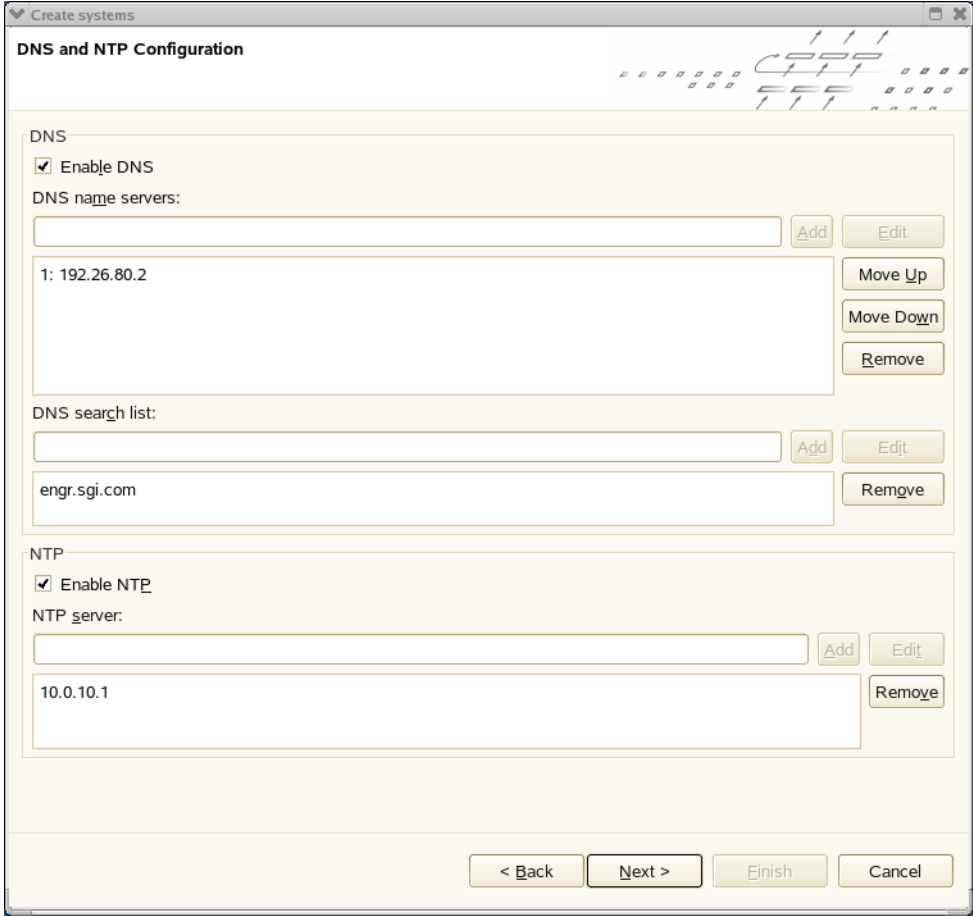 Create systems
DNS and NTP Configuration
DNS
Enable DNS
DNS name servers:
Add Edit
1: 192.26.80.2
Move Up
Move Down
Remove
DNS search list:
Add Edit
engr.sgi.com
Remove
NTP
Enable NTP
NTP server:
Add Edit
10.0.10.1
Remove
< Back Next > Finish Cancel